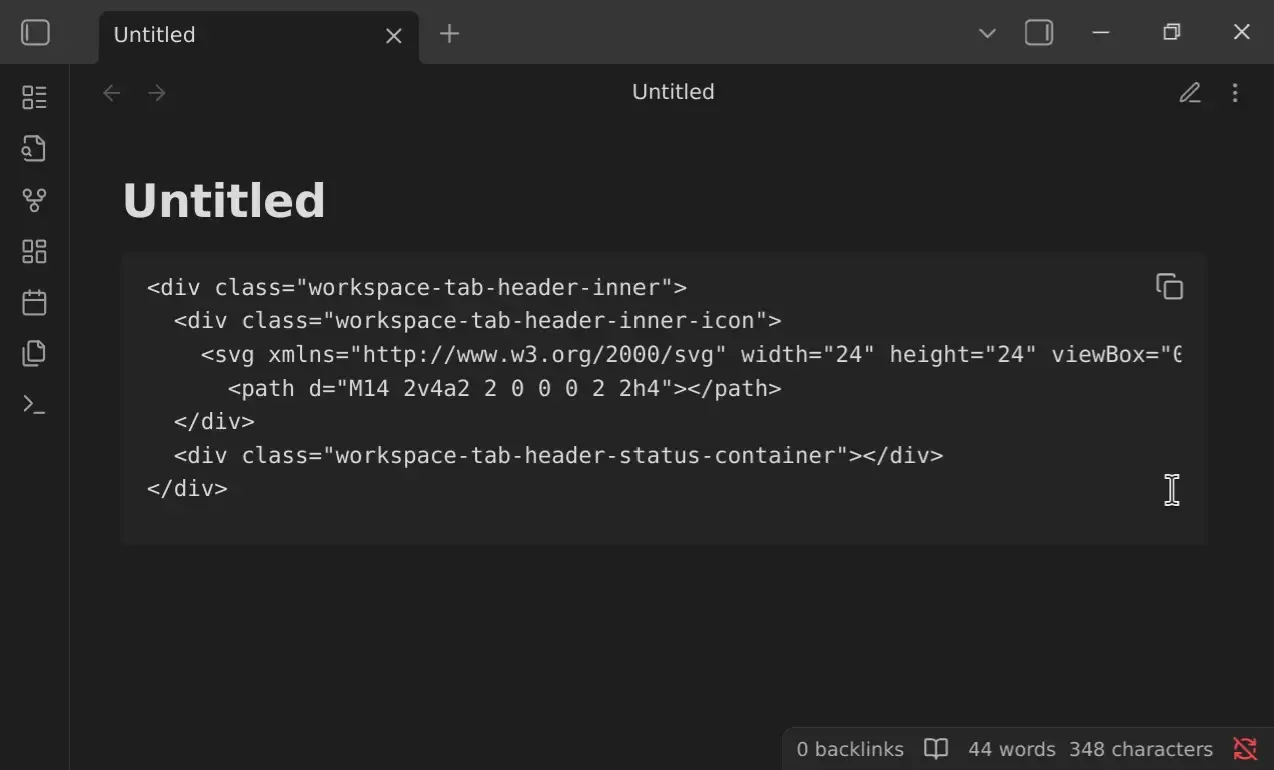 Untitled
Untitled
Untitled
<div class="workspace-tab-header-inner">
  <div class="workspace-tab-header-inner-icon">
    <svg xmlns="http://www.w3.org/2000/svg" width="24" height="24" viewBox="0
      <path d="M14 2v4a2 2 0 0 0 2 2h4"></path>
  </div>
  <div class="workspace-tab-header-status-container"></div>
</div>
0 backlinks 44 words 348 characters